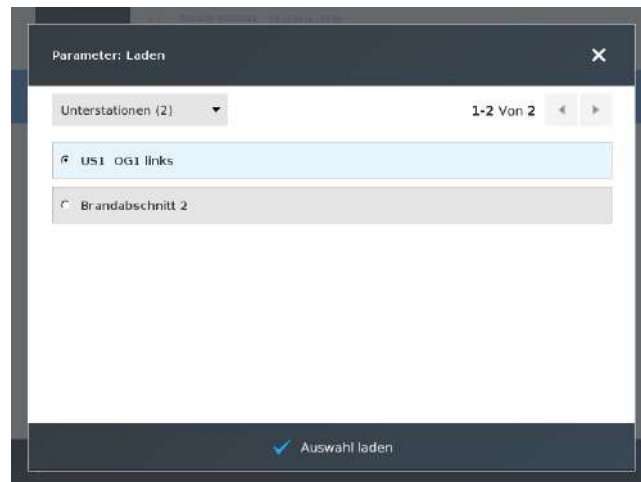 Parameter: Laden
Unterstationen (2)
1-2 Von 2
US1 OG1 links
Brandabschnitt 2
Auswahl laden